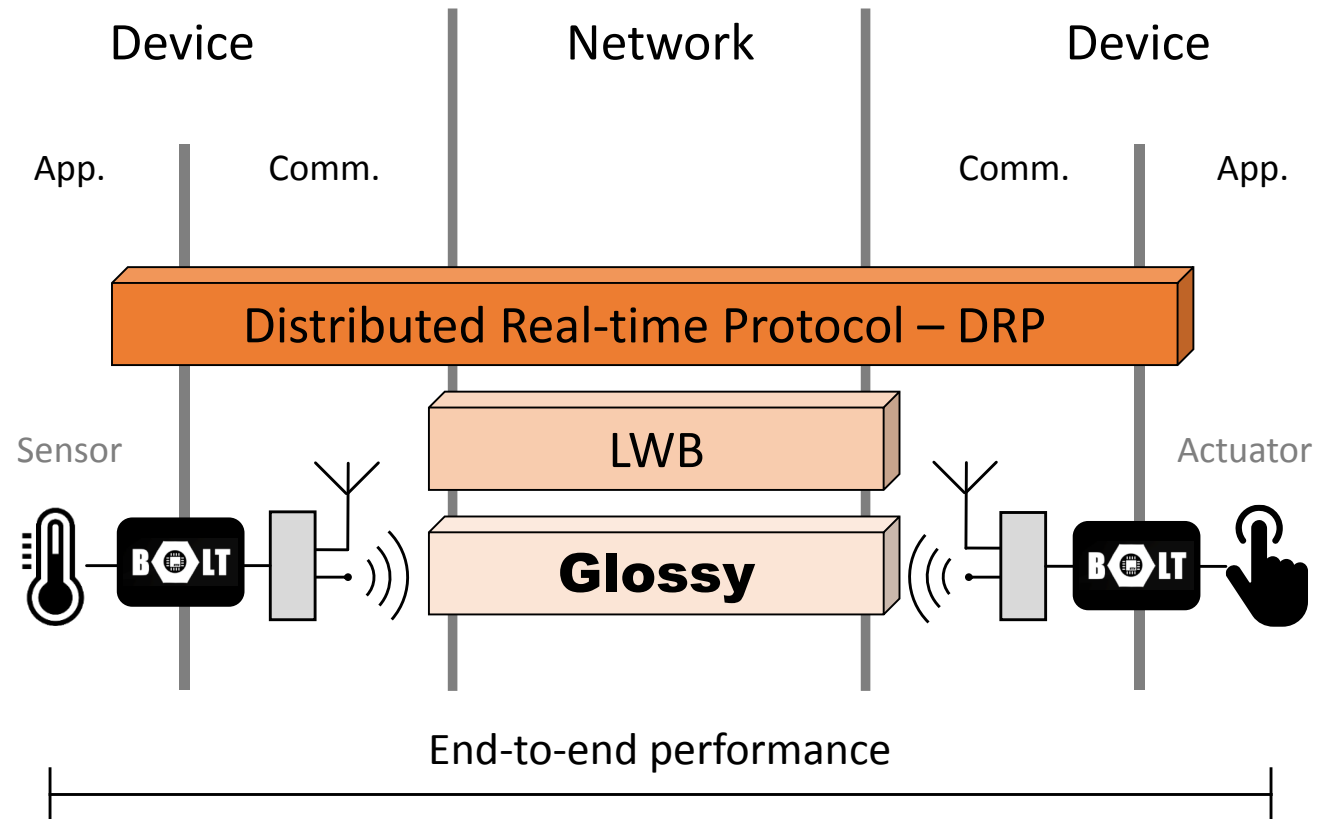 Device
Network
Device
App.
Comm.
Comm.
App.
Distributed Real-time Protocol – DRP
LWB
Sensor
Actuator
BOLT
Glossy
BOLT
End-to-end performance